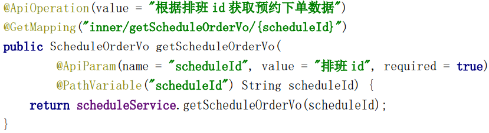 @ApiOperation(value = "根据排班id获取预约下单数据")
@GetMapping("inner/getScheduleOrderVo/{scheduleId}")
public ScheduleOrderVo getScheduleOrderVo(
        @ApiParam(name = "scheduleId", value = "排班id", required = true)
        @PathVariable("scheduleId") String scheduleId) {
    return scheduleService.getScheduleOrderVo(scheduleId);
}